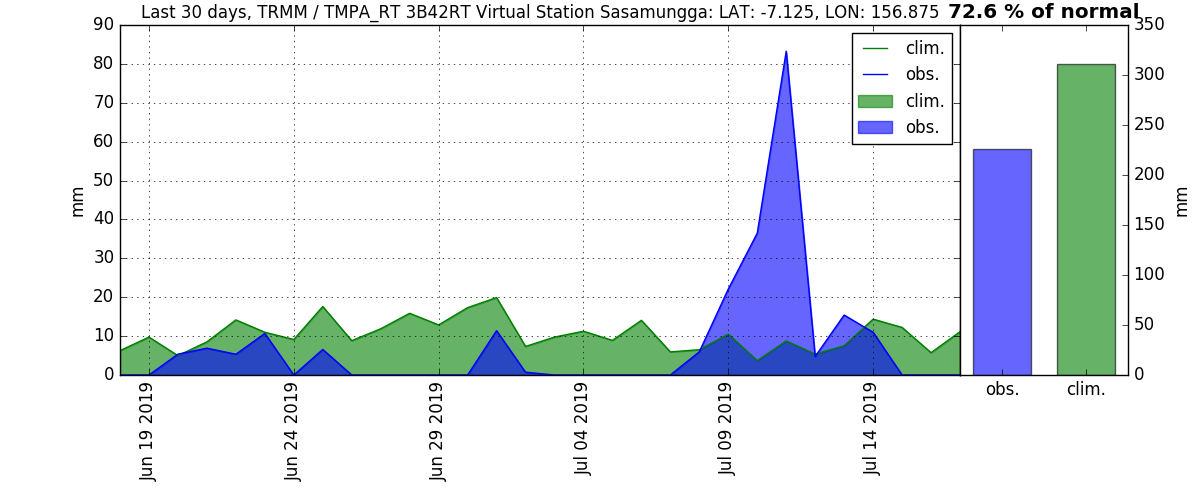 Last 30 days, TRMM / TMPA_RT 3B42RT Virtual Station Sasamungga: LAT: -7.125, LON: 156.875 72.6 % of normal
90
80
70
60
50
40
30
20
10
0
mm
clim.
obs.
clim.
obs.
Jun 19 2019
Jun 24 2019
Jun 29 2019
Jul 04 2019
Jul 09 2019
Jul 14 2019
350
300
250
200
150
100
50
0
mm
obs.
clim.